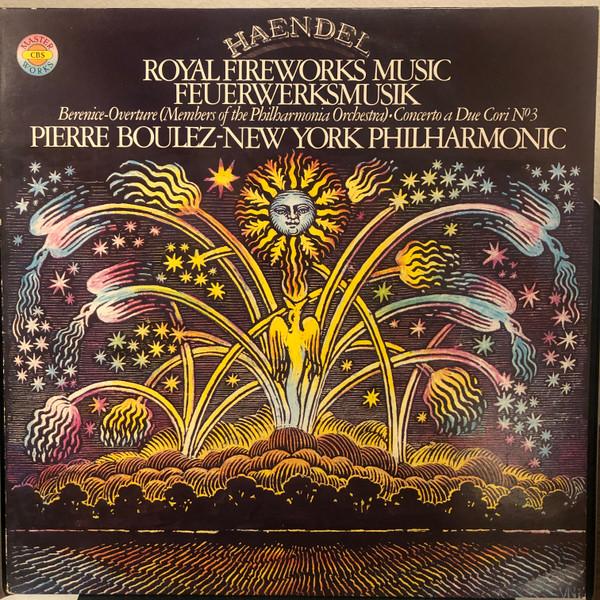 HAENDEL
MASTER
CBS
WORKS
ROYAL FIREWORKS MUSIC
FEUERWERKSMUSIK
Berenice-Overture (Members of the Philharmonia Orchestra)•Concerto a Due Cori Nº3
PIERRE BOULEZ-NEW YORK PHILHARMONIC